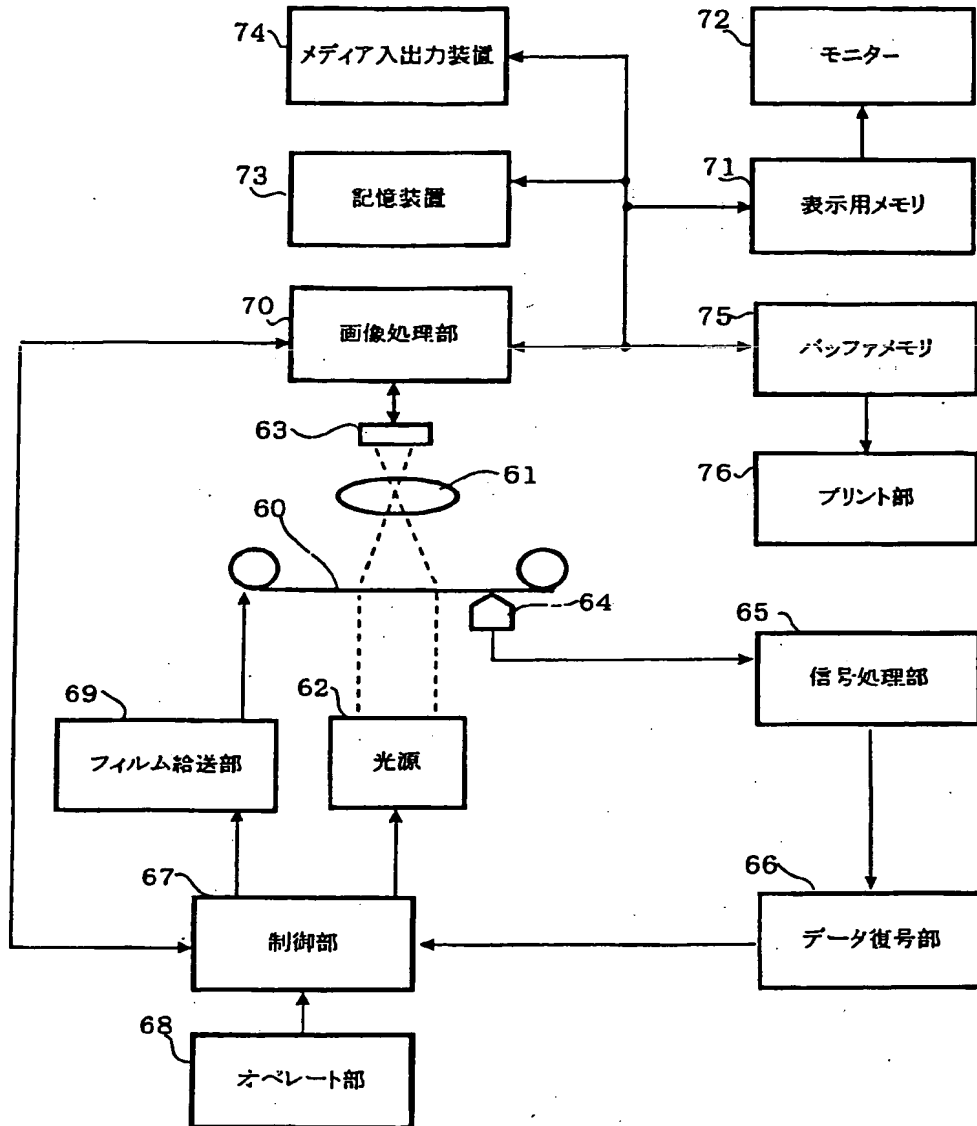 74
メディア入出力装置
72
モニター
73
記憶装置
71
表示用メモリ
70
画像処理部
75
バッファメモリ
63
61
76
プリント部
60
64
65
信号処理部
69
フィルム給送部
62
光源
67
制御部
66
データ復号部
68
オペレート部